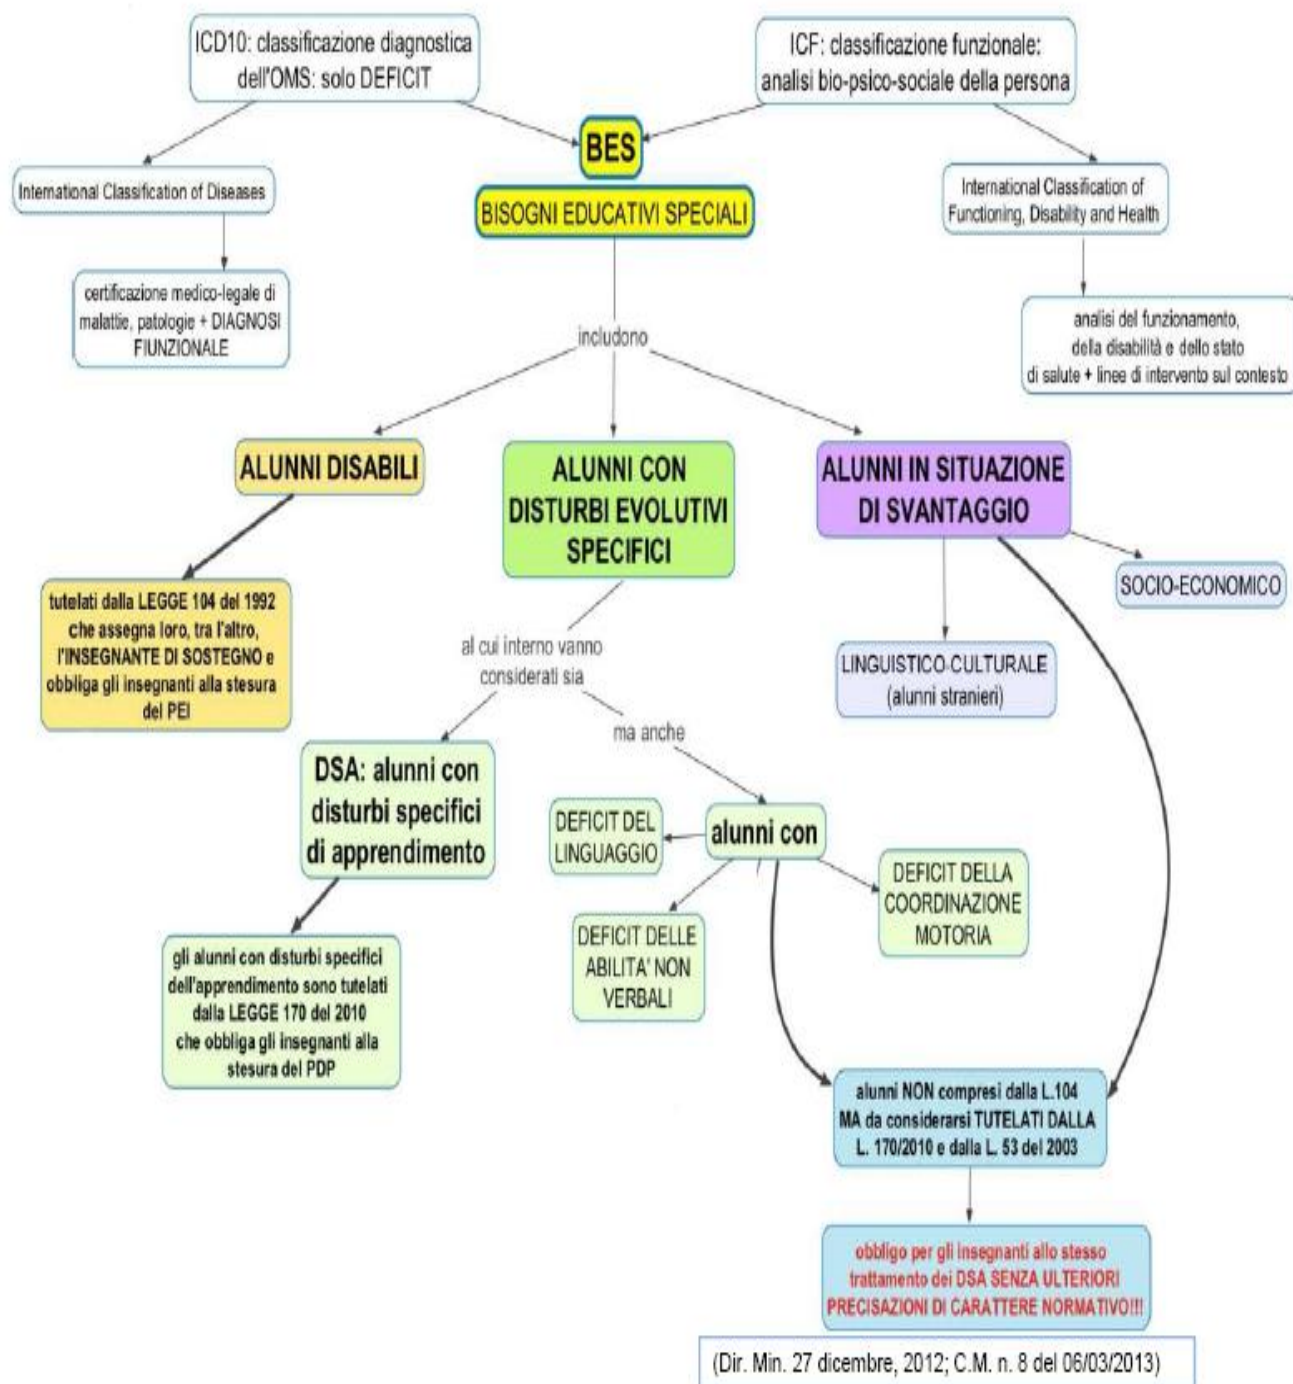 ICD10: classificazione diagnostica
dell'OMS: solo DEFICIT
ICF: classificazione funzionale:
analisi bio-psico-sociale della persona
BES
BISOGNI EDUCATIVI SPECIALI
International Classification of Diseases
International Classification of
Functioning, Disability and Health
certificazione medico-legale di
malattie, patologie + DIAGNOSI
FIUNZIONALE
analisi del funzionamento,
della disabilità e dello stato
di salute + linee di intervento sul contesto
includono
ALUNNI DISABILI
ALUNNI CON
DISTURBI EVOLUTIVI
SPECIFICI
ALUNNI IN SITUAZIONE
DI SVANTAGGIO
tutelati dalla LEGGE 104 del 1992
che assegna loro, tra l'altro,
l'INSEGNANTE DI SOSTEGNO e
obbliga gli insegnanti alla stesura
del PEI
SOCIO-ECONOMICO
LINGUISTICO-CULTURALE
(alunni stranieri)
al cui interno vanno
considerati sia
ma anche
DSA: alunni con
disturbi specifici
di apprendimento
alunni con
DEFICIT DEL
LINGUAGGIO
DEFICIT DELLE
ABILITA' NON
VERBALI
DEFICIT DELLA
COORDINAZIONE
MOTORIA
gli alunni con disturbi specifici
dell'apprendimento sono tutelati
dalla LEGGE 170 del 2010
che obbliga gli insegnanti alla
stesura del PDP
alunni NON compresi dalla L.104
MA da considerarsi TUTELATI DALLA
L. 170/2010 e dalla L. 53 del 2003
obbligo per gli insegnanti allo stesso
trattamento dei DSA SENZA ULTERIORI
PRECISAZIONI DI CARATTERE NORMATIVO!!!
(Dir. Min. 27 dicembre, 2012; C.M. n. 8 del 06/03/2013)